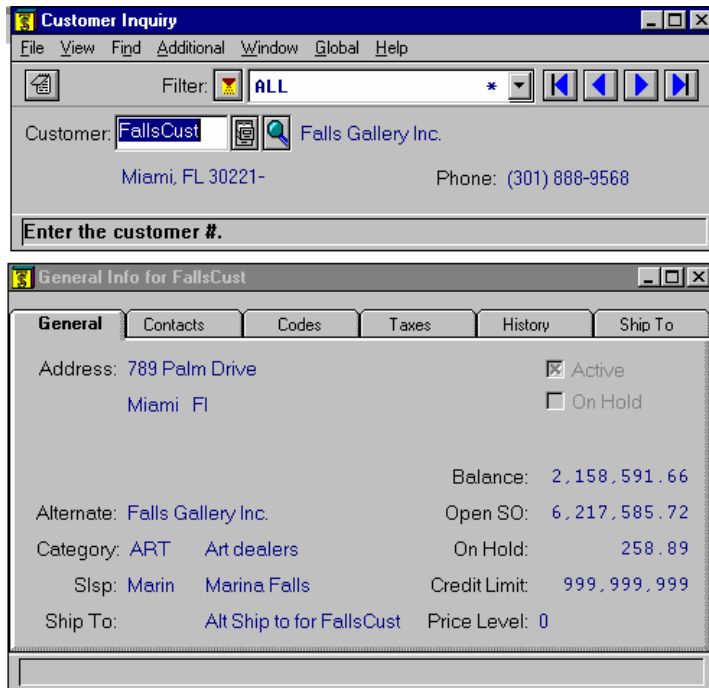 Customer Inquiry
File View Find Additional Window Global Help
Filter: ALL *
Customer: FallsCust Falls Gallery Inc.
Miami, FL 30221- Phone: (301) 888-9568
Enter the customer #.
General Info for FallsCust
General Contacts Codes Taxes History Ship To
Address: 789 Palm Drive Active
Miami Fl On Hold
Balance: 2,158,591.66
Alternate: Falls Gallery Inc. Open SO: 6,217,585.72
Category: ART Art dealers On Hold: 258.89
Slsp: Marin Marina Falls Credit Limit: 999,999,999
Ship To: Alt Ship to for FallsCust Price Level: 0